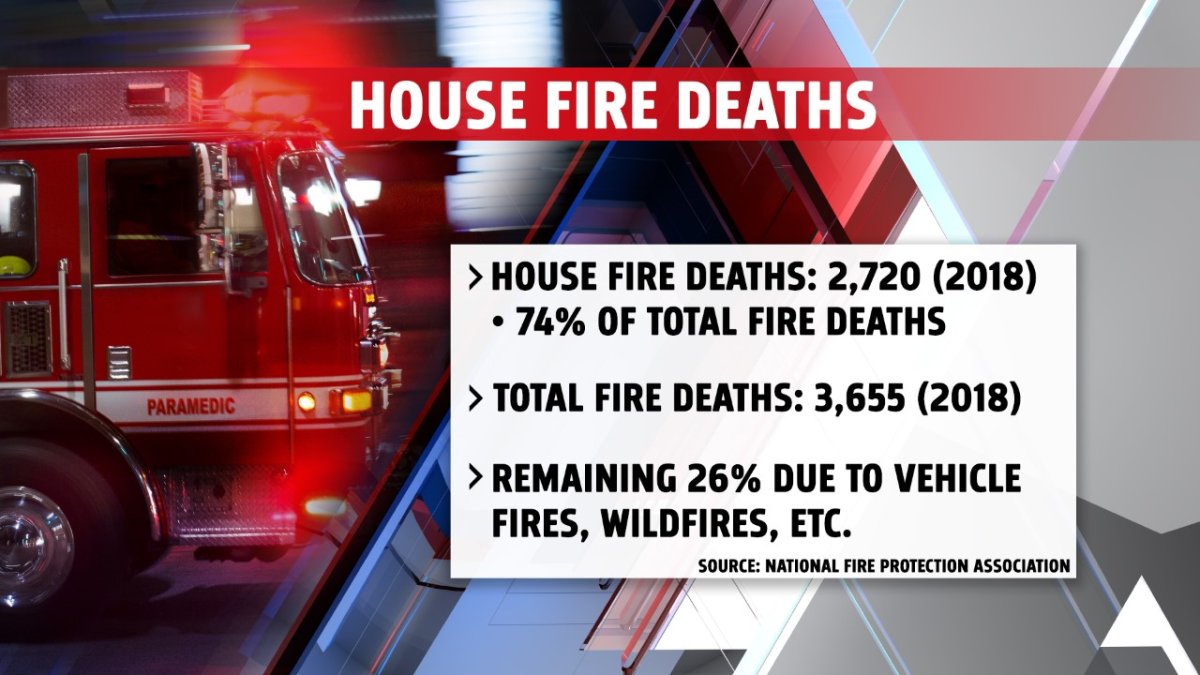 HOUSE FIRE DEATHS
> HOUSE FIRE DEATHS: 2,720 (2018)
• 74% OF TOTAL FIRE DEATHS
> TOTAL FIRE DEATHS: 3,655 (2018)
> REMAINING 26% DUE TO VEHICLE
FIRES, WILDFIRES, ETC.
SOURCE: NATIONAL FIRE PROTECTION ASSOCIATION
PARAMEDIC